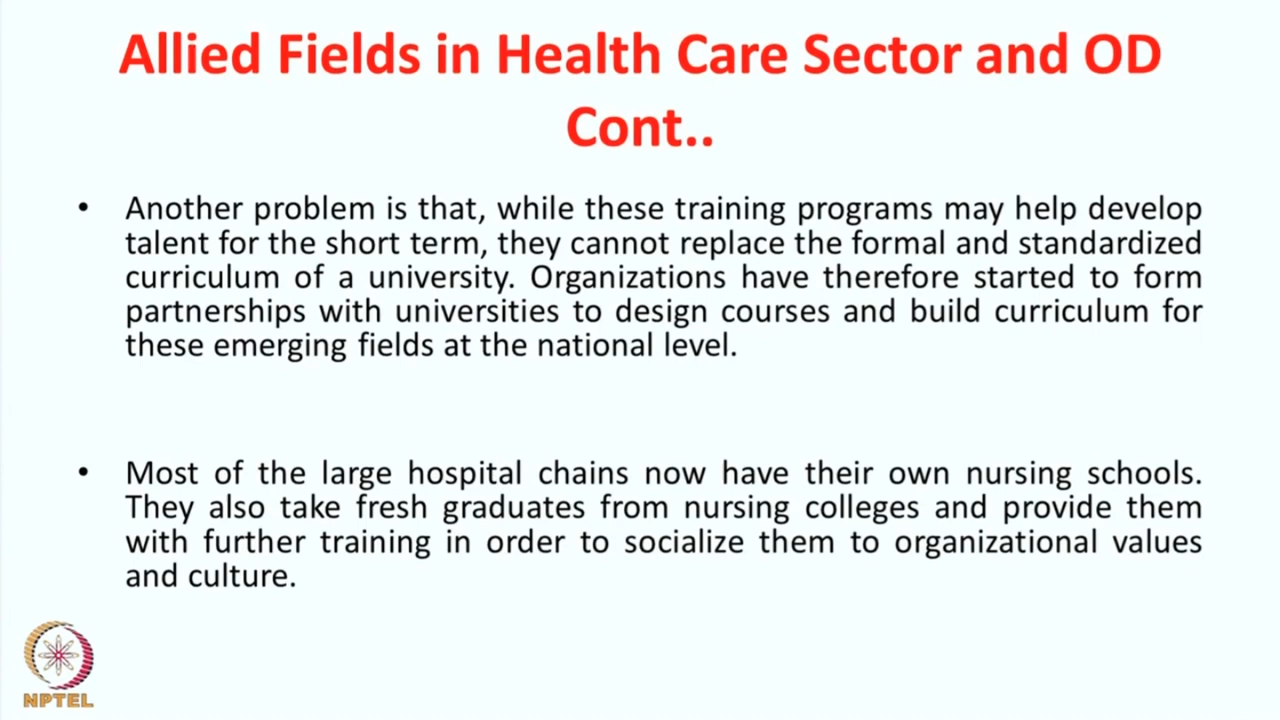 Allied Fields in Health Care Sector and OD
Cont..
• Another problem is that, while these training programs may help develop
talent for the short term, they cannot replace the formal and standardized
curriculum of a university. Organizations have therefore started to form
partnerships with universities to design courses and build curriculum for
these emerging fields at the national level.
• Most of the large hospital chains now have their own nursing schools.
They also take fresh graduates from nursing colleges and provide them
with further training in order to socialize them to organizational values
and culture.
NPTEL